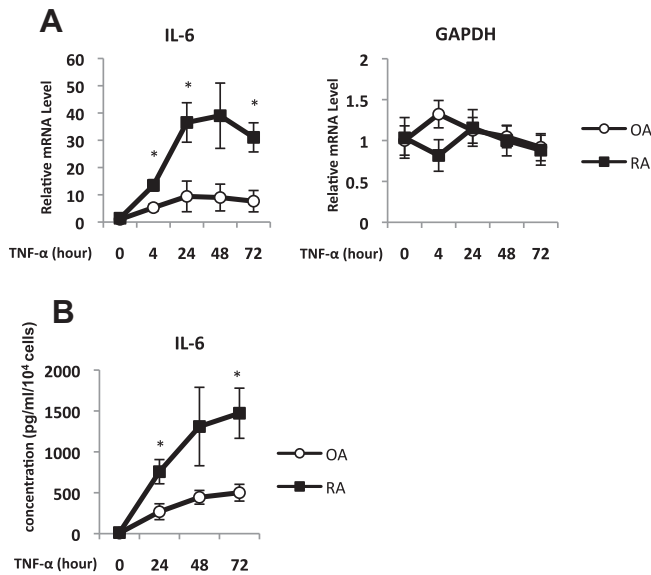 A
IL-6
Relative mRNA Level
60
50
40
30
20
10
0
*
*
*
TNF-α (hour) 0 4 24 48 72
GAPDH
Relative mRNA Level
2
1.5
1
0.5
0
TNF-α (hour) 0 4 24 48 72
OA
RA
B
IL-6
concentration (pg/ml/10⁴ cells)
2000
1500
1000
500
0
*
*
TNF-α (hour) 0 24 48 72
OA
RA